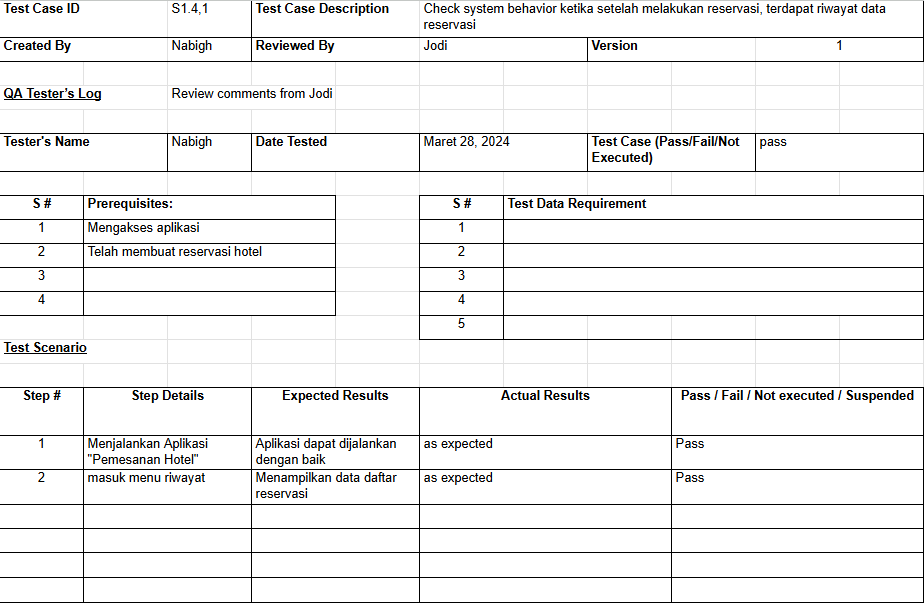 Test Case ID S1.4,1 Test Case Description Check system behavior ketika setelah melakukan reservasi, terdapat riwayat data
reservasi
Created By Nabigh Reviewed By Jodi Version 1
QA Tester's Log Review comments from Jodi
Tester's Name Nabigh Date Tested Maret 28, 2024 Test Case (Pass/Fail/Not
Executed) pass
S # Prerequisites: S # Test Data Requirement
1 Mengakses aplikasi 1
2 Telah membuat reservasi hotel 2
3 3
4 4
5
Test Scenario
Step # Step Details Expected Results Actual Results Pass / Fail / Not executed / Suspended
1 Menjalankan Aplikasi
"Pemesanan Hotel" Aplikasi dapat dijalankan
dengan baik as expected Pass
2 masuk menu riwayat Menampilkan data daftar
reservasi as expected Pass